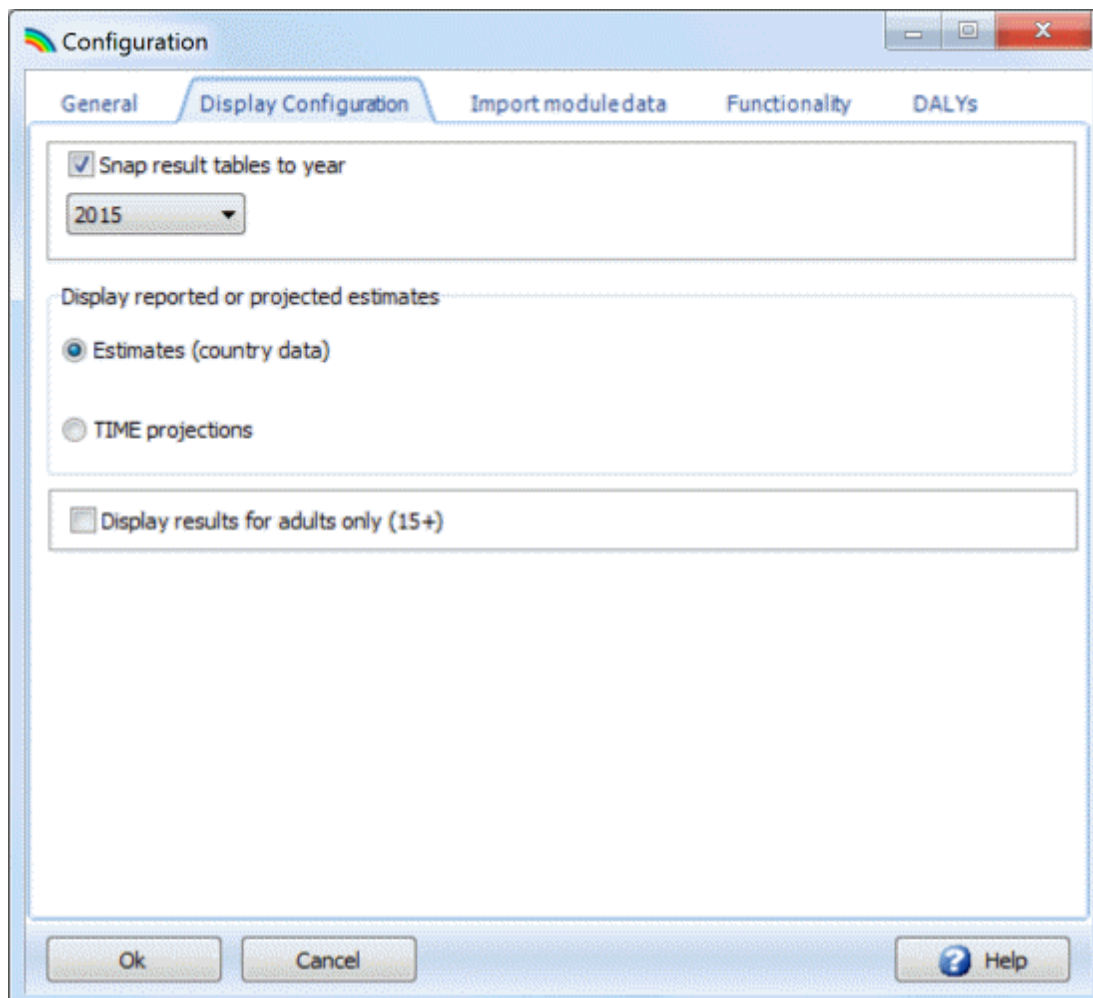 Configuration
General Display Configuration Import module data Functionality DALYs
Snap result tables to year
2015
Display reported or projected estimates
Estimates (country data)
TIME projections
Display results for adults only (15+)
Ok Cancel Help